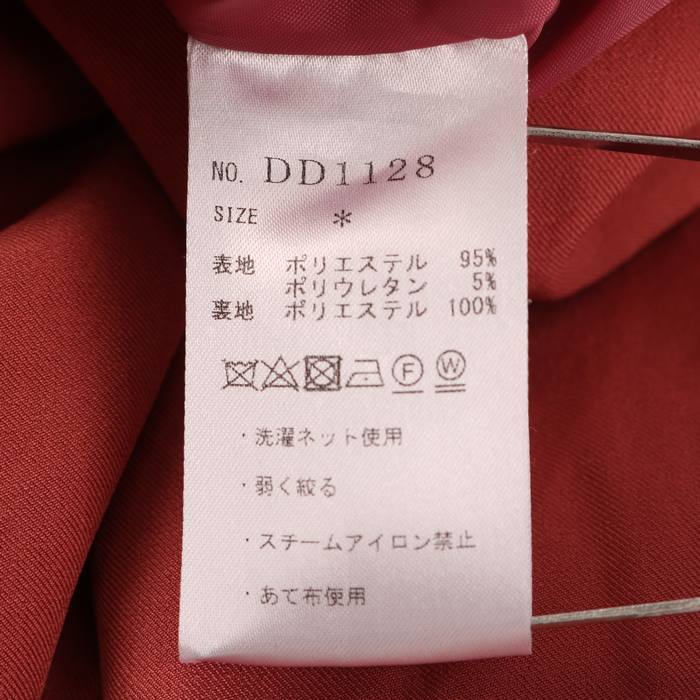 NO. DD1128
SIZE *
表地 ポリエステル 95%
ポリウレタン 5%
裏地 ポリエステル 100%
F W
・洗濯ネット使用
・弱く絞る
・スチームアイロン禁止
・あて布使用